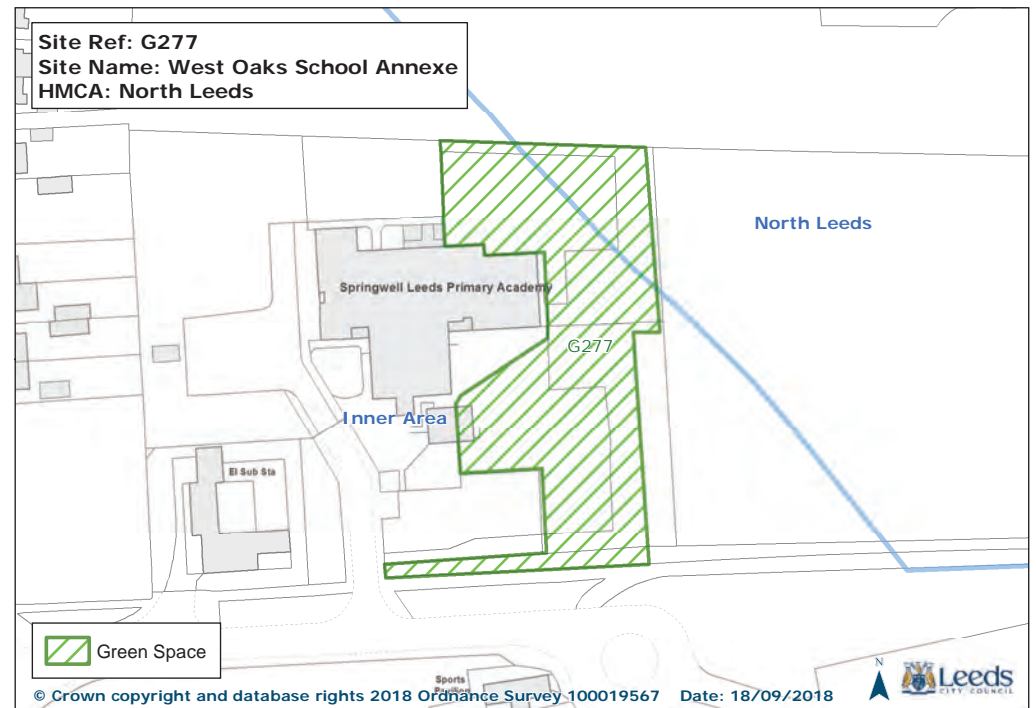 Site Ref: G277
Site Name: West Oaks School Annexe
HMCA: North Leeds
North Leeds
Springwell Leeds Primary Academy
G277
Inner Area
El Sub Sta
Green Space
Sports
Pavilion
N
Leeds
CITY COUNCIL
© Crown copyright and database rights 2018 Ordnance Survey 100019567 Date: 18/09/2018